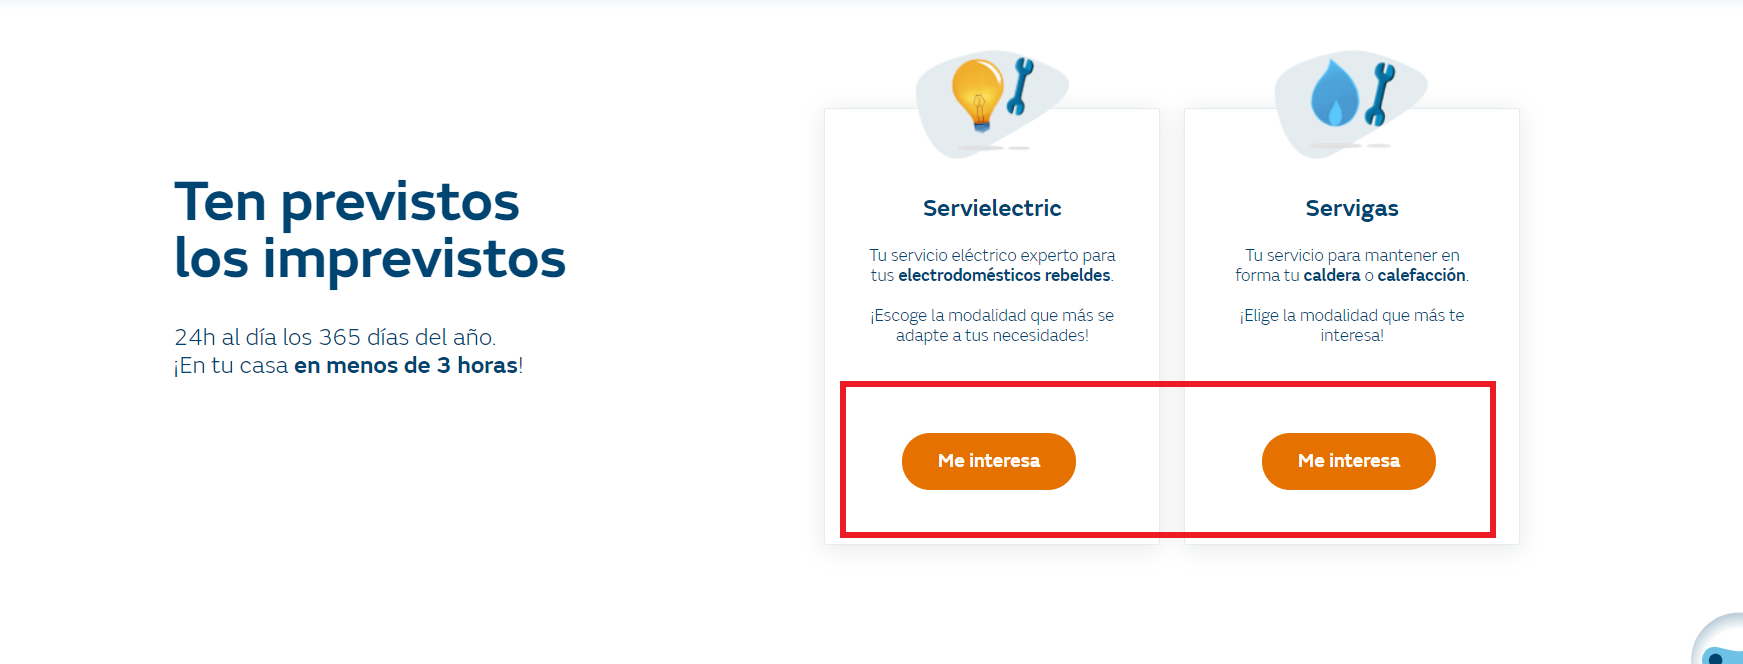 Ten previstos
los imprevistos
24h al día los 365 días del año.
¡En tu casa en menos de 3 horas!
Servielectric
Tu servicio eléctrico experto para
tus electrodomésticos rebeldes.
¡Escoge la modalidad que más se
adapte a tus necesidades!
Me interesa
Servigas
Tu servicio para mantener en
forma tu caldera o calefacción.
¡Elige la modalidad que más te
interesa!
Me interesa